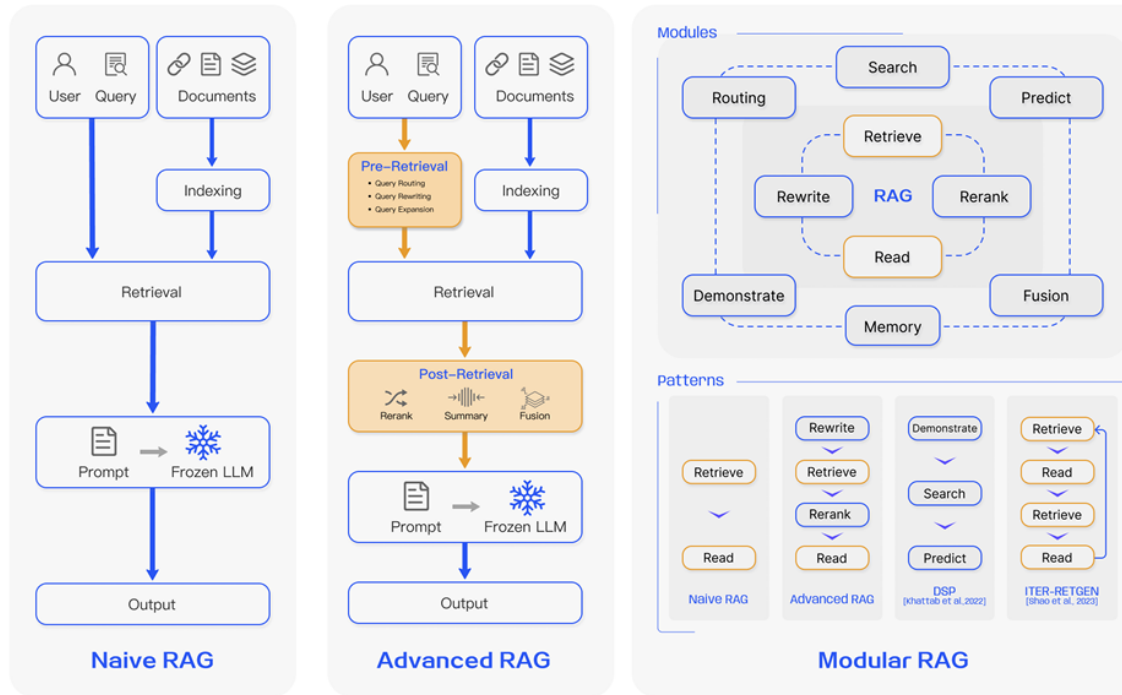 User Query
Documents
Indexing
Retrieval
Prompt
Frozen LLM
Output
Naive RAG
User Query
Documents
Pre-Retrieval
• Query Routing
• Query Rewriting
• Query Expansion
Indexing
Retrieval
Post-Retrieval
Rerank
Summary
Fusion
Prompt
Frozen LLM
Output
Advanced RAG
Modules
Search
Routing
Predict
Retrieve
Rewrite
RAG
Rerank
Read
Demonstrate
Fusion
Memory
Patterns
Retrieve
Read
Naive RAG
Rewrite
Retrieve
Rerank
Read
Advanced RAG
Demonstrate
Search
Predict
DSP
[Khattab et al.,2022]
Retrieve
Read
Retrieve
Read
ITER-RETGEN
[Shao et al., 2023]
Modular RAG